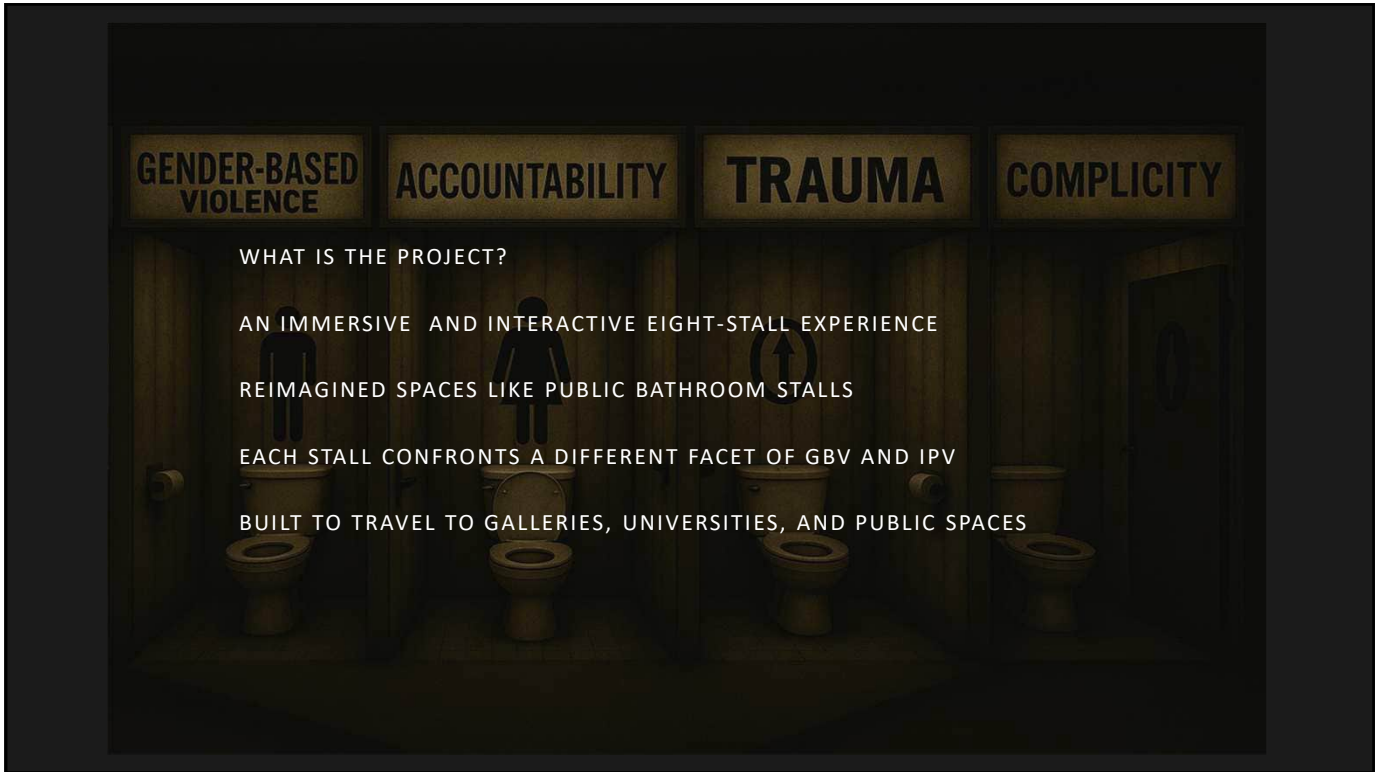 GENDER-BASED
VIOLENCE
ACCOUNTABILITY
TRAUMA
COMPLICITY
WHAT IS THE PROJECT?
AN IMMERSIVE  AND INTERACTIVE EIGHT-STALL EXPERIENCE
REIMAGINED SPACES LIKE PUBLIC BATHROOM STALLS
EACH STALL CONFRONTS A DIFFERENT FACET OF GBV AND IPV
BUILT TO TRAVEL TO GALLERIES, UNIVERSITIES, AND PUBLIC SPACES